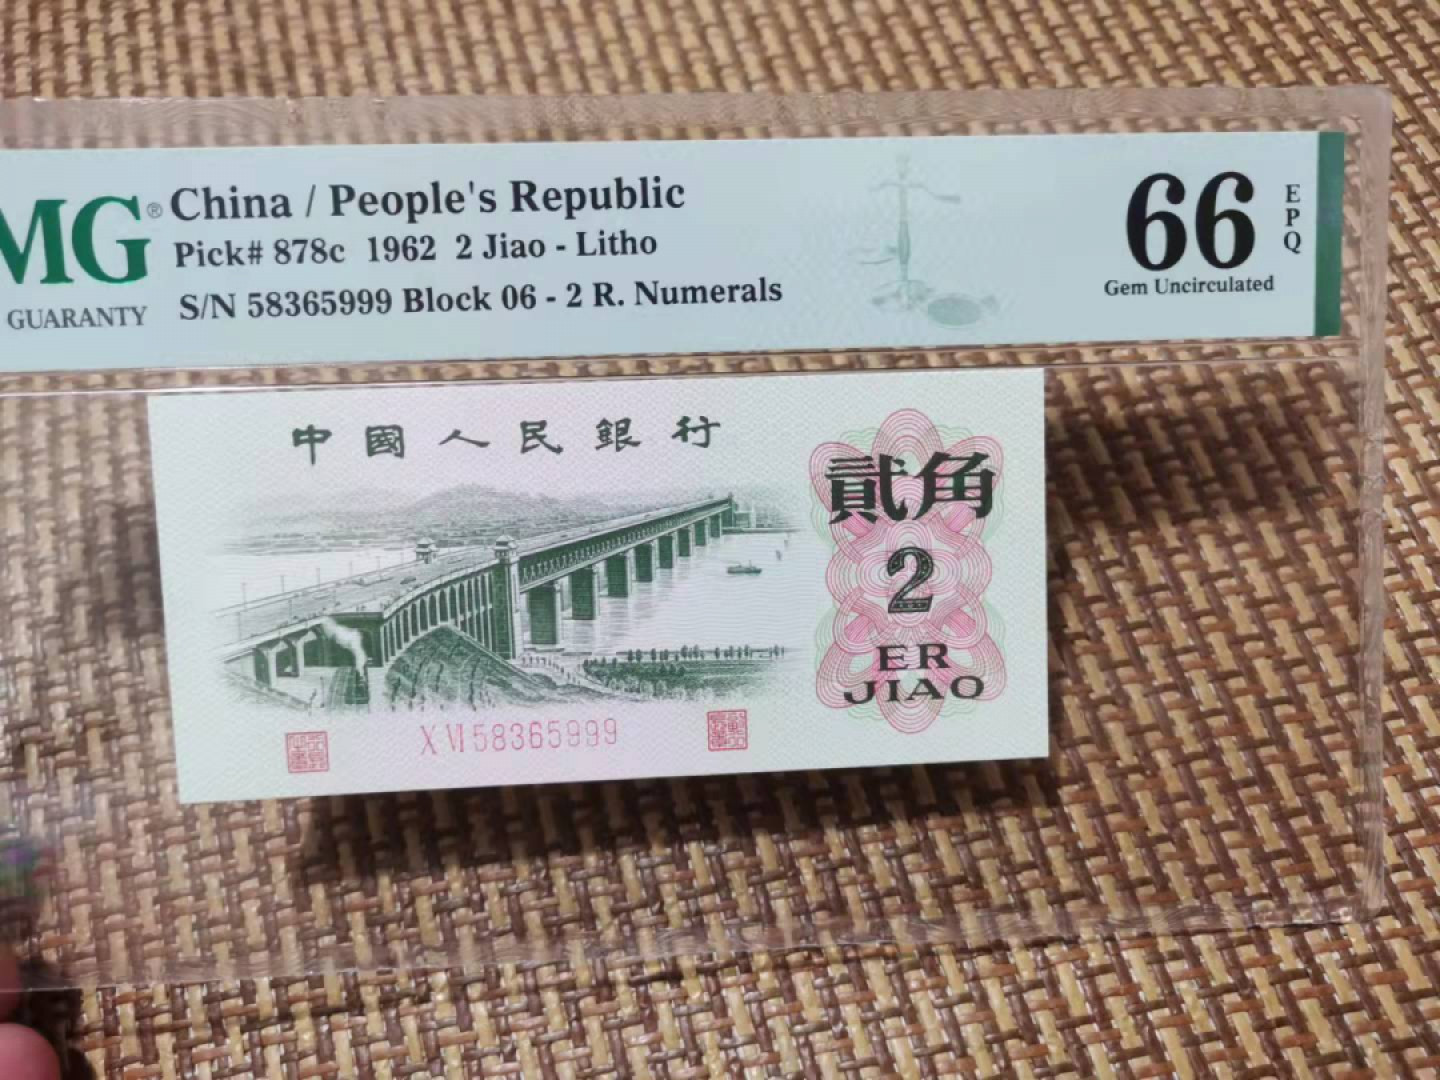 MG® China / People's Republic
Pick# 878c 1962 2 Jiao - Litho
GUARANTY S/N 58365999 Block 06 - 2 R. Numerals
66 EPQ
Gem Uncirculated
中國人民銀行
貳角
2
ER
JIAO
X VI 58365999